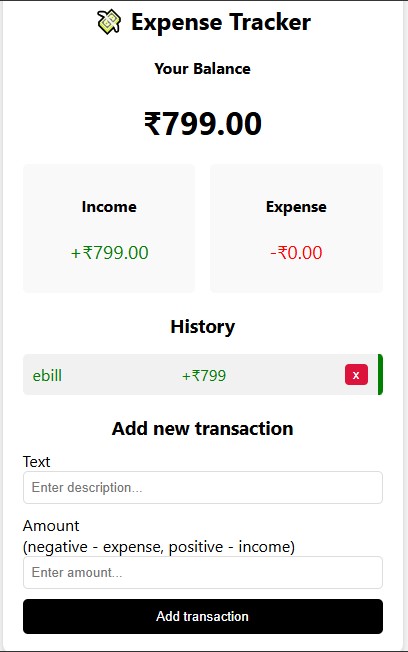 Expense Tracker
Your Balance
₹799.00
Income
Expense
+₹799.00
-₹0.00
History
ebill +₹799 x
Add new transaction
Text
Enter description...
Amount
(negative - expense, positive - income)
Enter amount...
Add transaction